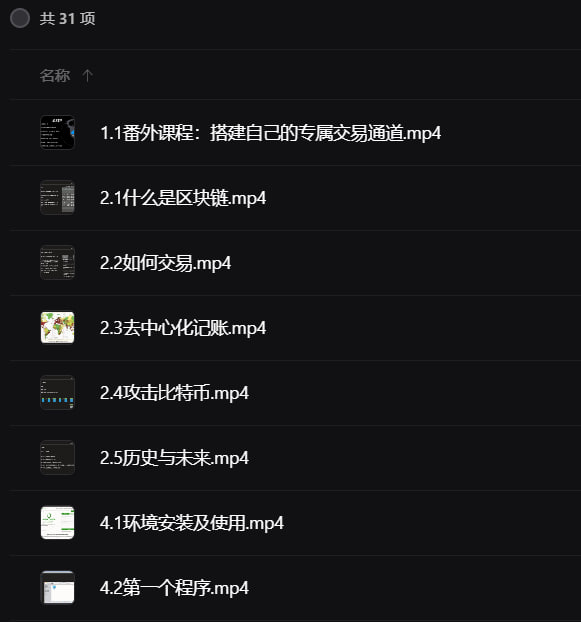 共 31 项
名称 ↑
1.1番外课程：搭建自己的专属交易通道.mp4
2.1什么是区块链.mp4
2.2如何交易.mp4
2.3去中心化记账.mp4
2.4攻击比特币.mp4
2.5历史与未来.mp4
4.1环境安装及使用.mp4
4.2第一个程序.mp4